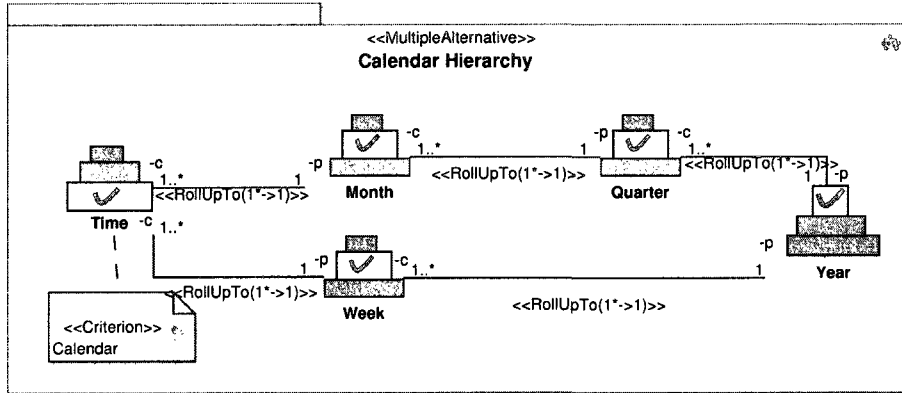 <<MultipleAlternative>>
Calendar Hierarchy
-c
1..*
1
-p
<<RollUpTo(1*->1)>>
Time
-c
1..*
Month
-c
1..*
1
-p
<<RollUpTo(1*->1)>>
Quarter
-c
1..*
<<RollUpTo(1*->1)>>
1
-p
-p
Year
1
-p
<<RollUpTo(1*->1)>>
Week
-c
1..*
1
<<RollUpTo(1*->1)>>
<<Criterion>>
Calendar